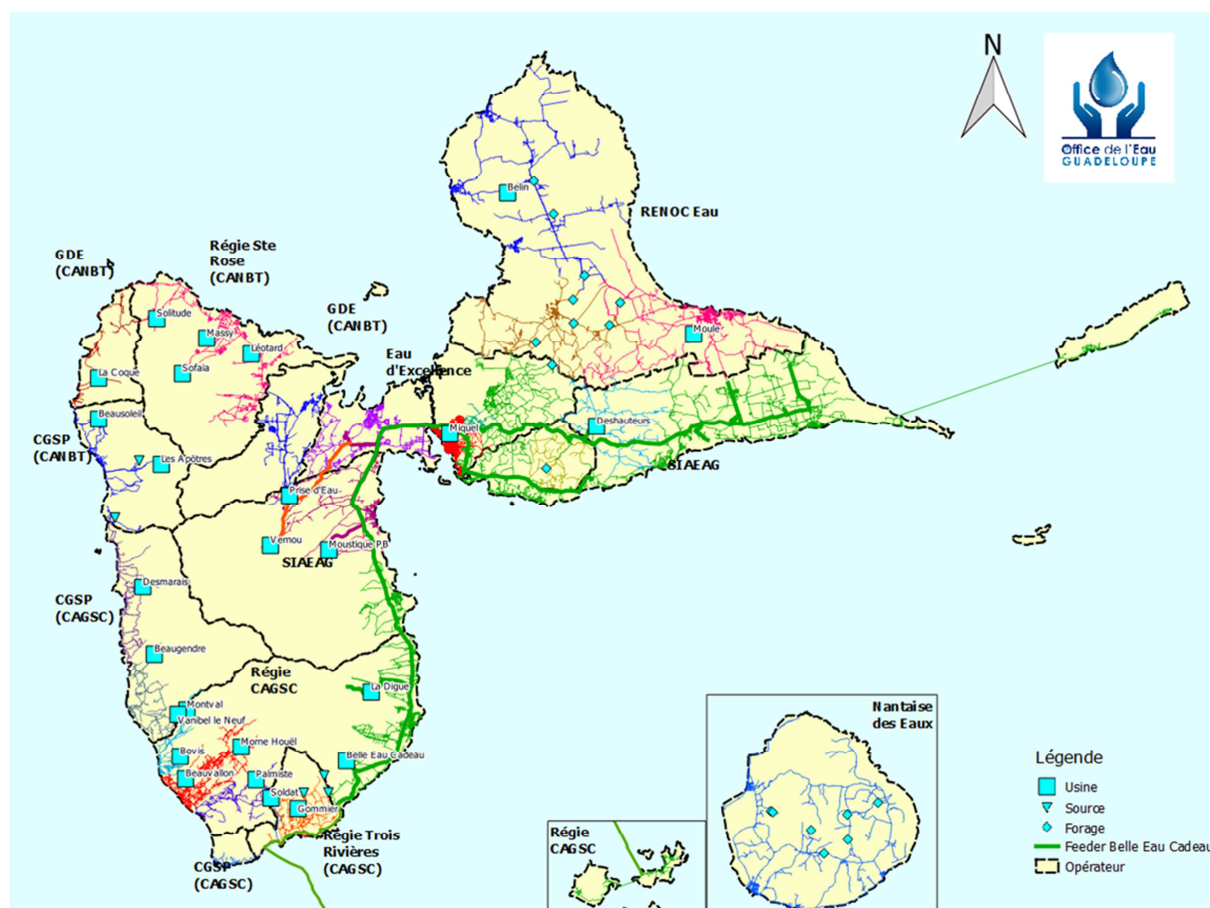 N
Office de l'Eau
GUADELOUPE
Belin
RENOC Eau
GDE
(CANBT)
Régie Ste
Rose
(CANBT)
Solitude
Massy
Léotard
Sofaïa
La Coque
GDE
(CANBT)
Moule
Eau
d'Excellence
Beausoleil
CGSP
(CANBT)
Les Apôtres
Miquel
Deshauteurs
SIAEAG
Prise d'Eau
Vernou
Moustique PB
SIAEAG
Desmarais
CGSP
(CAGSC)
Beaugendre
Régie
CAGSC
La Digue
Montval
Vanibel le Neuf
Morne Houël
Bovis
Belle Eau Cadeau
Beauvallon
Palmiste
Soldat
Gommier
Régie Trois
Rivières
(CAGSC)
CGSP
(CAGSC)
Régie
CAGSC
Nantaise
des Eaux
Légende
Usine
Source
Forage
Feeder Belle Eau Cadeau
Opérateur